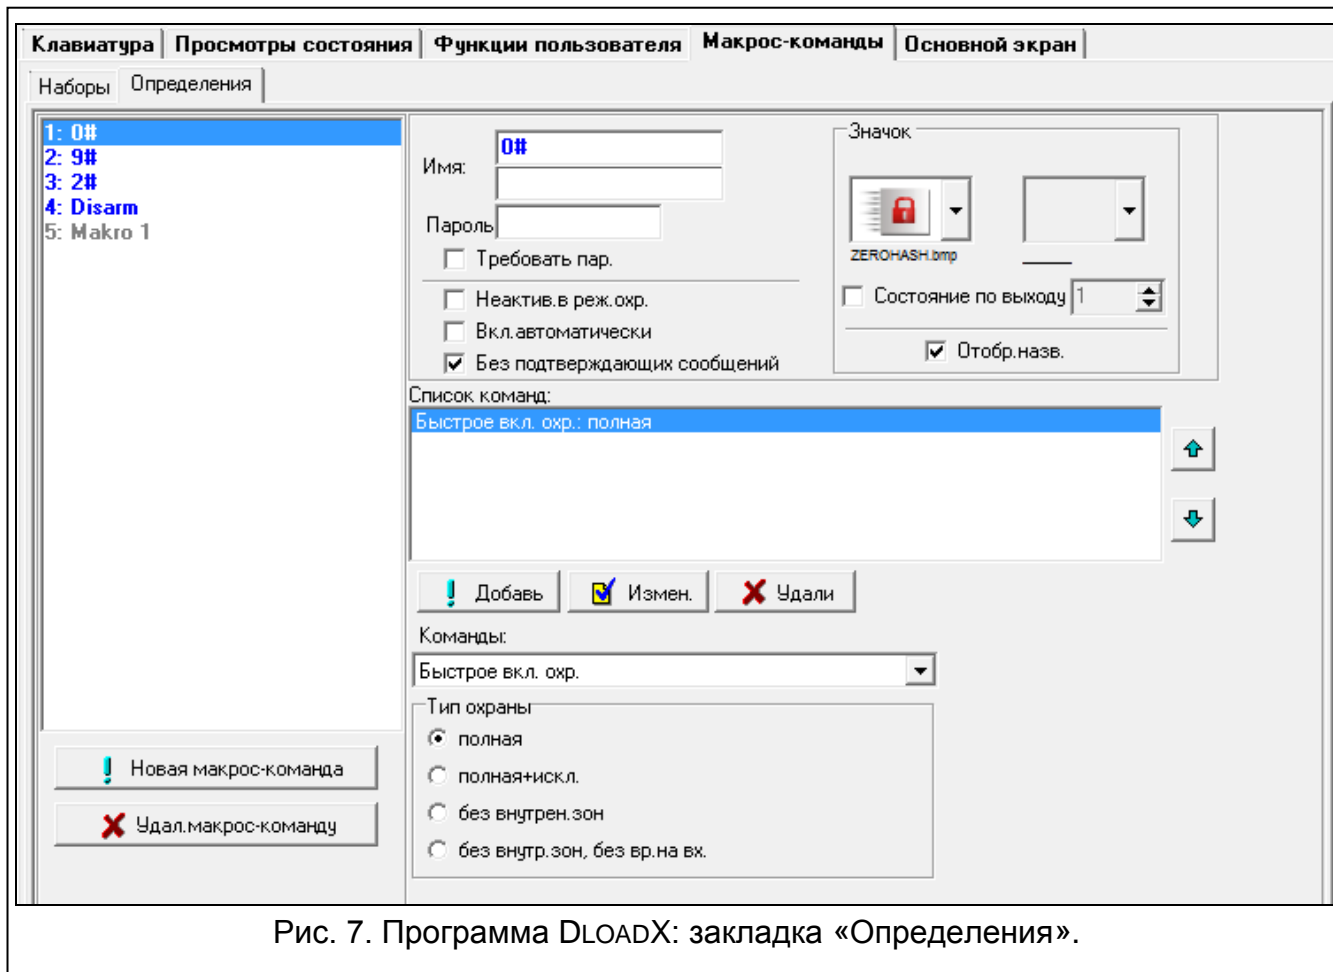 Клавиатура Просмотры состояния Функции пользователя Макрос-команды Основной экран
Наборы Определения
1: 0#
2: 9#
3: 2#
4: Disarm
5: Makro 1
Новая макрос-команда
Удал.макрос-команду
Имя:
0#
Пароль
Требовать пар.
Неактив.в реж.охр.
Вкл.автоматически
Без подтверждающих сообщений
Значок
ZEROHASH.bmp
Состояние по выходу 1
Отобр.назв.
Список команд:
Быстрое вкл. охр.: полная
Добавь Измен. Удали
Команды:
Быстрое вкл. охр.
Тип охраны
полная
полная+искл.
без внутрен.зон
без внутр.зон, без вр.на вх.
Рис. 7. Программа DLOADX: закладка «Определения».